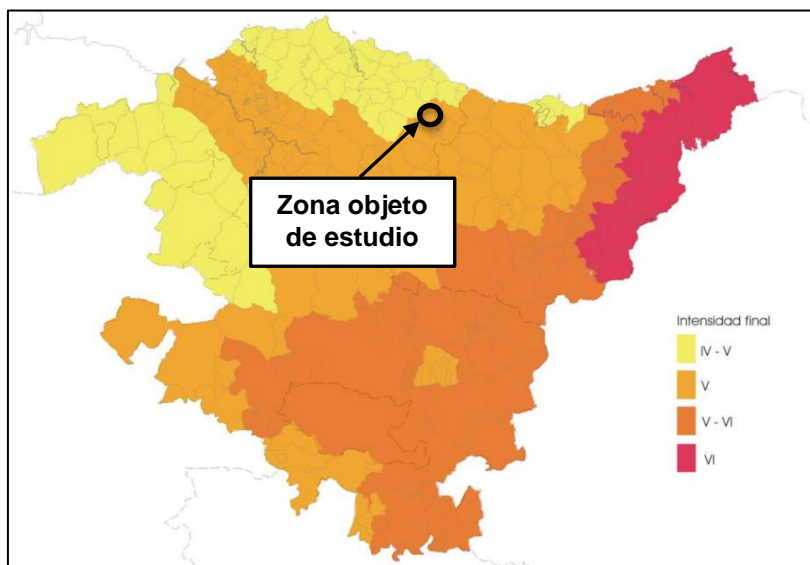 Zona objeto
de estudio
Intensidad final
IV - V
V
V - VI
VI